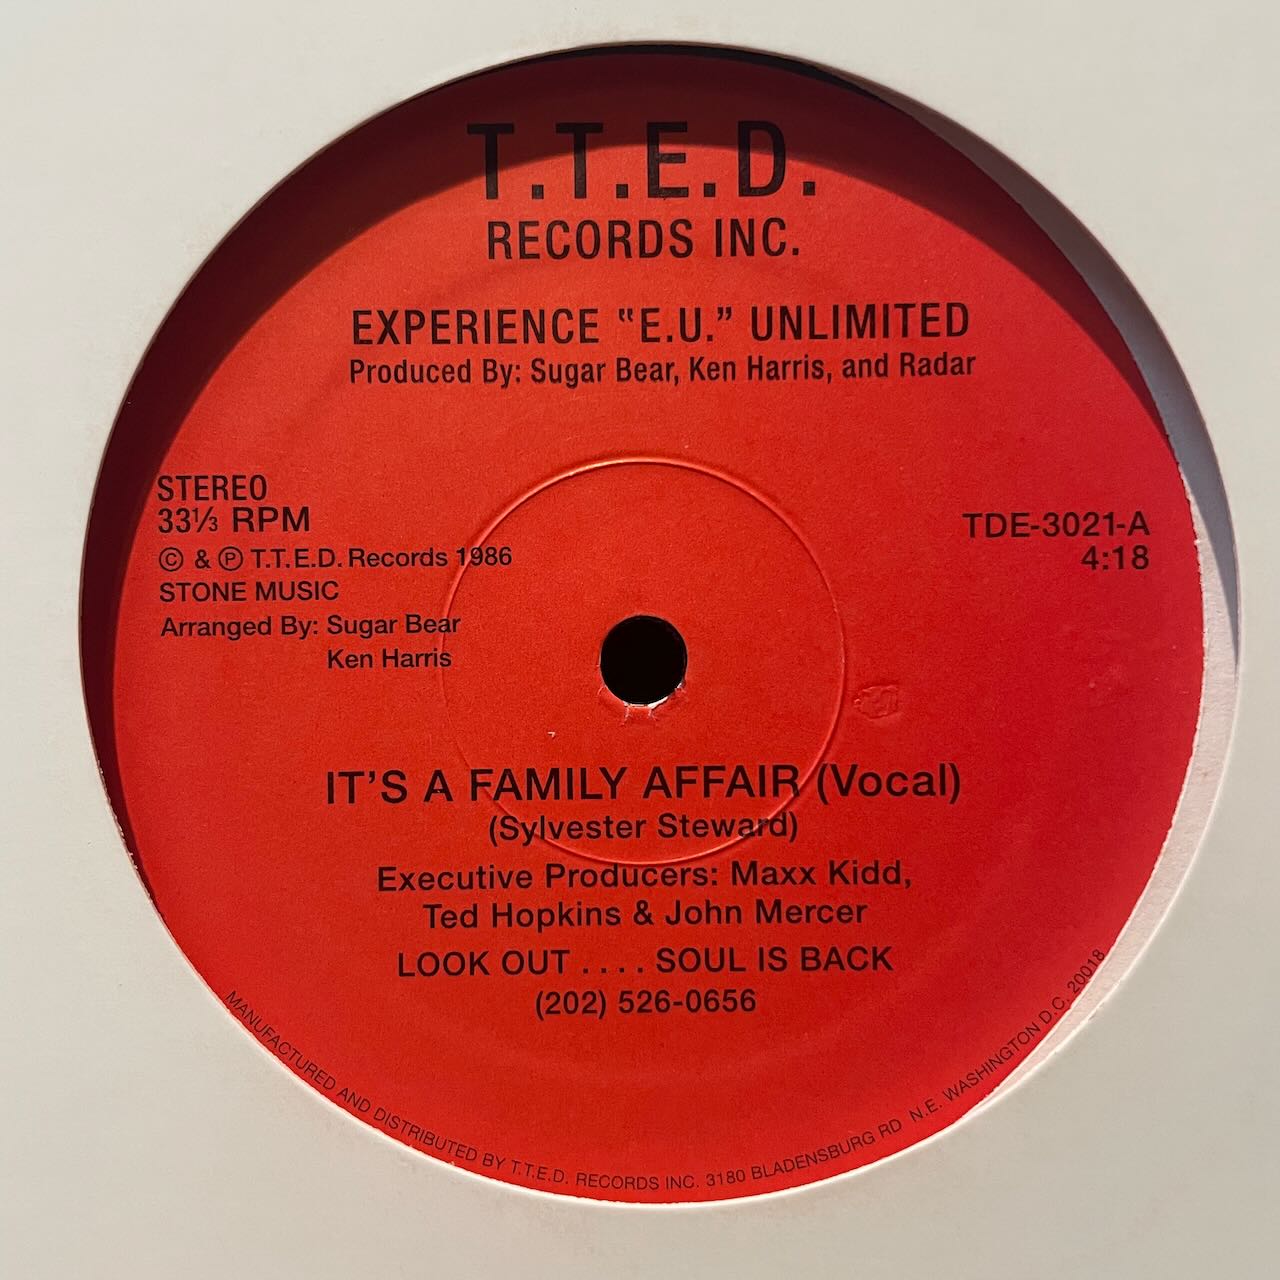 T.T.E.D.
RECORDS INC.
EXPERIENCE "E.U." UNLIMITED
Produced By: Sugar Bear, Ken Harris, and Radar
STEREO
33⅓ RPM
© & ℗ T.T.E.D. Records 1986
STONE MUSIC
Arranged By: Sugar Bear
Ken Harris
TDE-3021-A
4:18
IT'S A FAMILY AFFAIR (Vocal)
(Sylvester Steward)
Executive Producers: Maxx Kidd,
Ted Hopkins & John Mercer
LOOK OUT .... SOUL IS BACK
(202) 526-0656
MANUFACTURED AND DISTRIBUTED BY T.T.E.D. RECORDS INC. 3180 BLADENSBURG RD N.E. WASHINGTON D.C. 20018